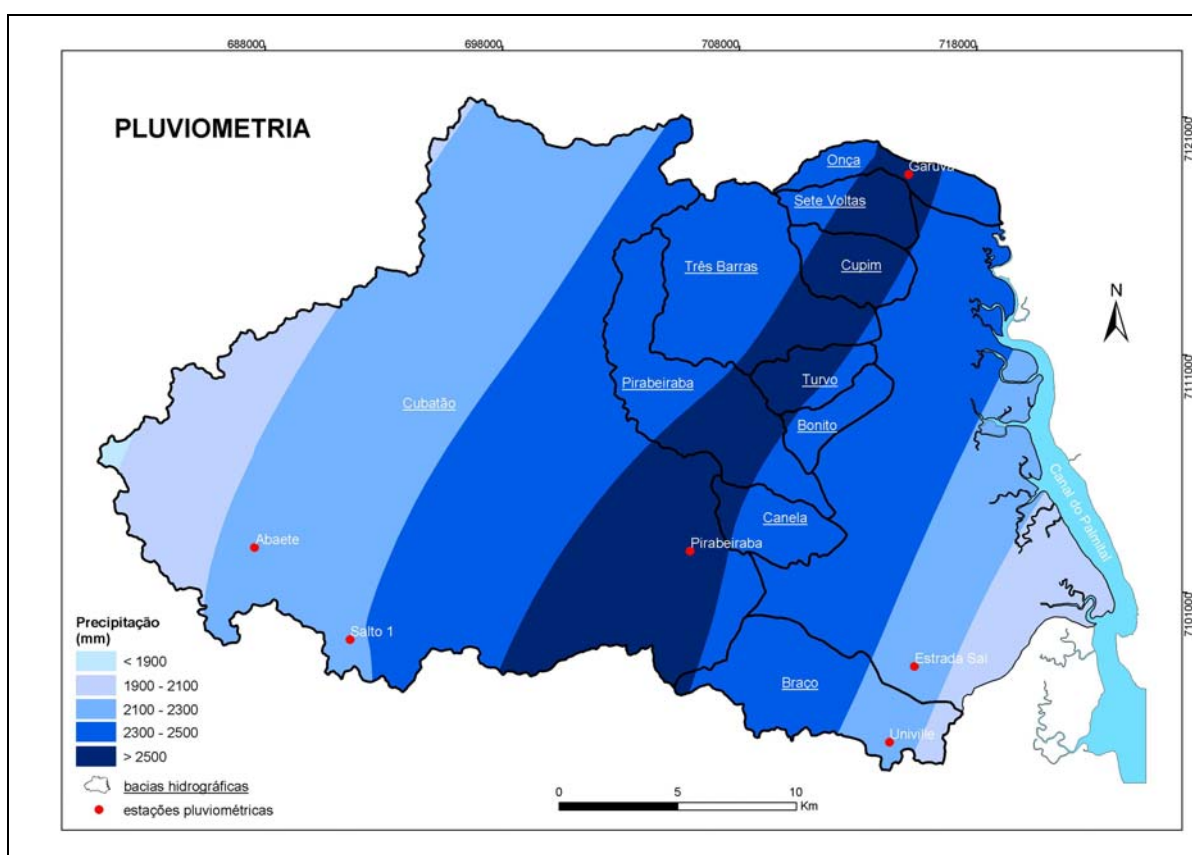 688000
698000
708000
718000
PLUVIOMETRIA
7121000
Onça
Garuva
Sete Voltas
Três Barras
Cupim
N
7111000
Pirabeiraba
Turvo
Cubatão
Bonito
Canal do Palmital
Canela
Abaete
Pirabeiraba
7101000
Precipitação
(mm)
Salto 1
< 1900
Estrada Sai
1900 - 2100
Braço
2100 - 2300
2300 - 2500
Univille
> 2500
bacias hidrográficas
estações pluviométricas
0 5 10
Km